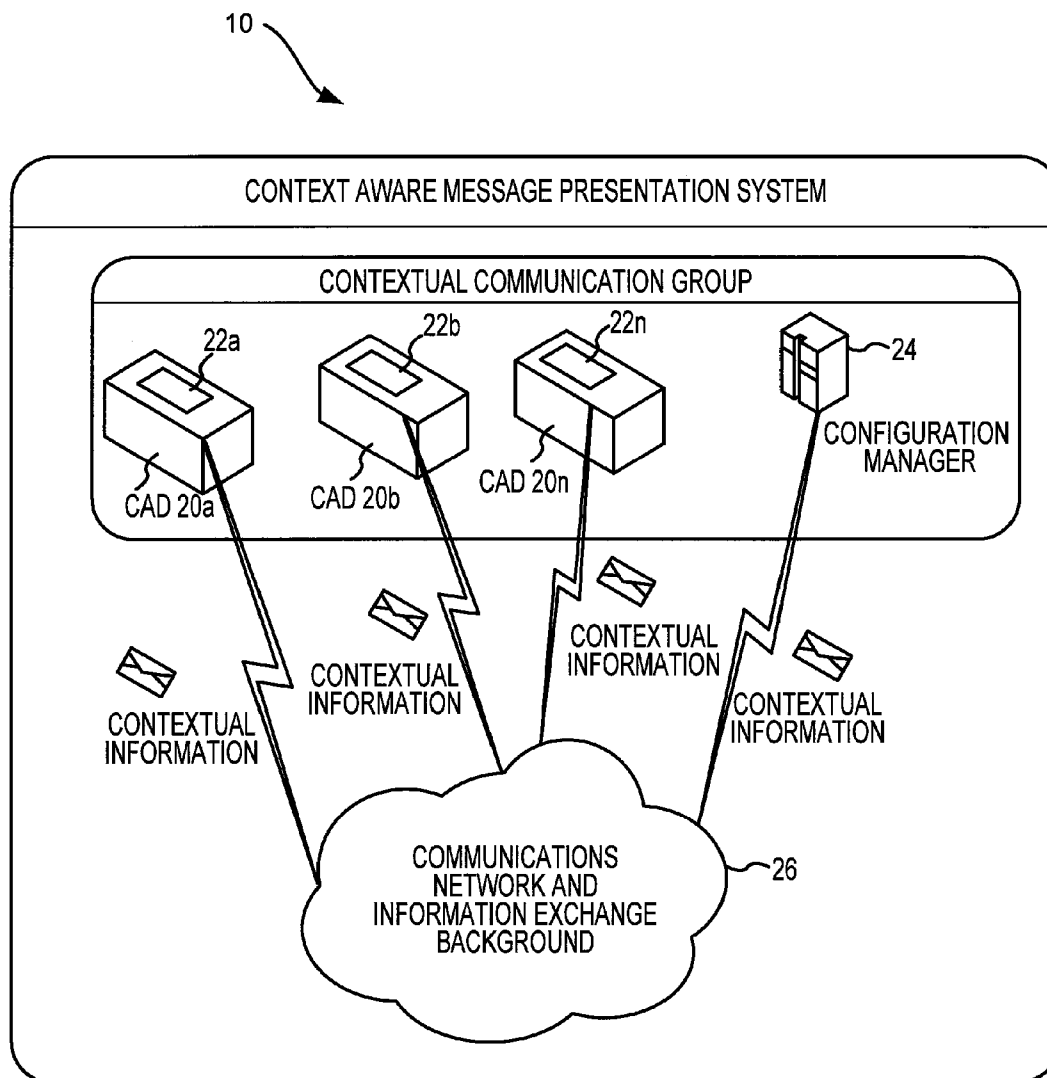 10
CONTEXT AWARE MESSAGE PRESENTATION SYSTEM
CONTEXTUAL COMMUNICATION GROUP
22a
22b
22n
24
CAD 20a
CAD 20b
CAD 20n
CONFIGURATION
MANAGER
CONTEXTUAL
INFORMATION
CONTEXTUAL
INFORMATION
CONTEXTUAL
INFORMATION
CONTEXTUAL
INFORMATION
COMMUNICATIONS
NETWORK AND
INFORMATION EXCHANGE
BACKGROUND
26